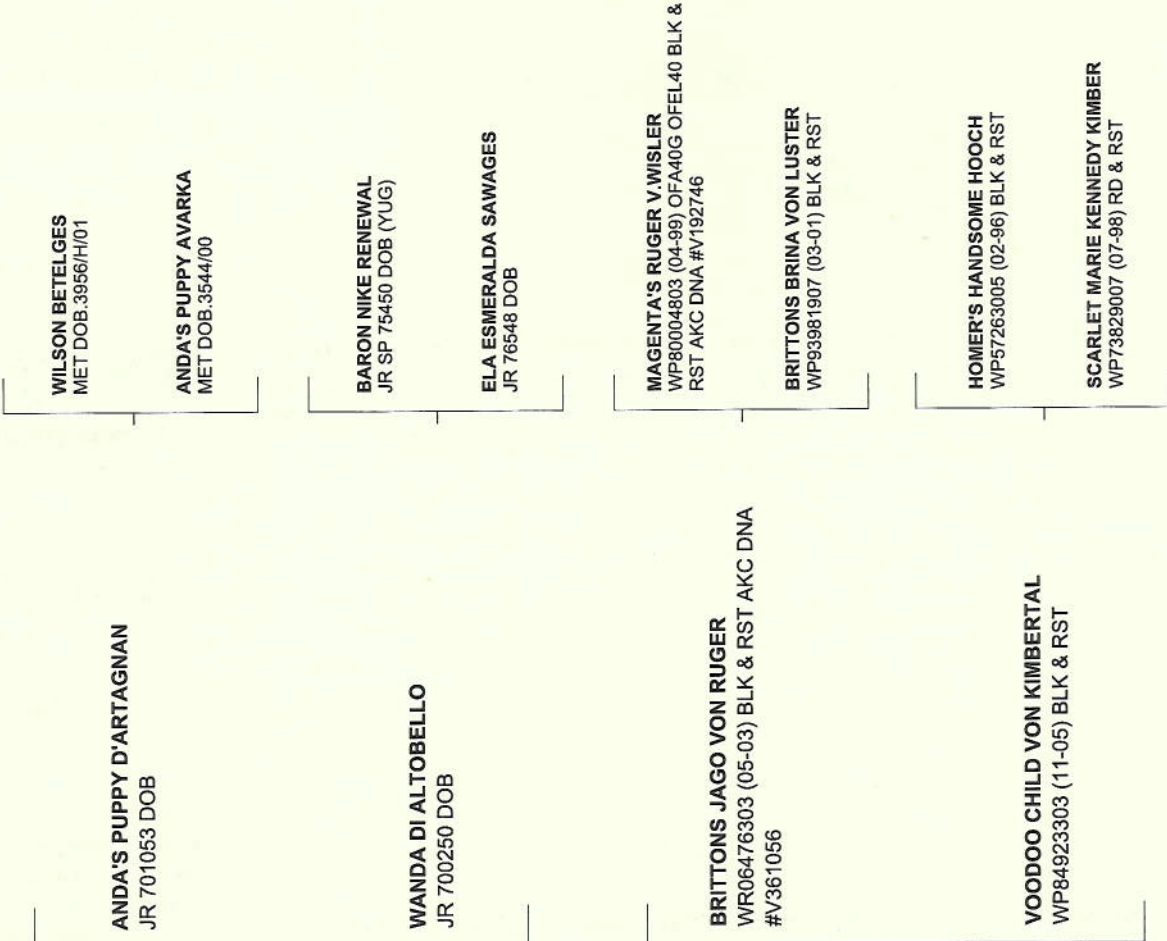 ANDA'S PUPPY D'ARTAGNAN
JR 701053 DOB
WILSON BETELGES
MET DOB.3956/H/01
ANDA'S PUPPY AVARKA
MET DOB.3544/00
WANDA DI ALTOBELLO
JR 700250 DOB
BARON NIKE RENEWAL
JR SP 75450 DOB (YUG)
ELA ESMERALDA SAWAGES
JR 76548 DOB
BRITTONS JAGO VON RUGER
WR06476303 (05-03) BLK & RST AKC DNA
#V361056
MAGENTA'S RUGER V.WISLER
WP80004803 (04-99) OFA40G OFEL40 BLK &
RST AKC DNA #V192746
BRITTONS BRINA VON LUSTER
WP93981907 (03-01) BLK & RST
VOODOO CHILD VON KIMBERTAL
WP84923303 (11-05) BLK & RST
HOMER'S HANDSOME HOOCH
WP57263005 (02-96) BLK & RST
SCARLET MARIE KENNEDY KIMBER
WP73829007 (07-98) RD & RST